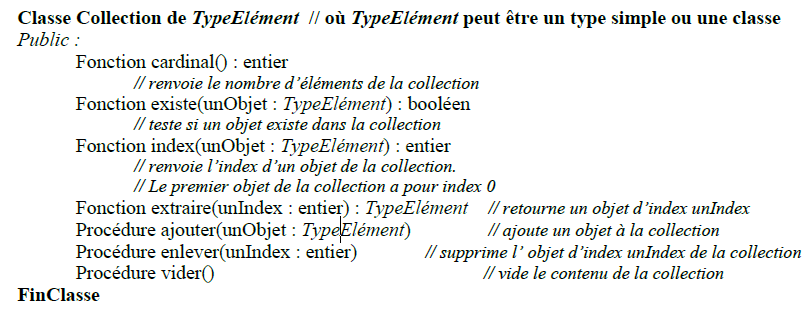 Classe Collection de TypeElément // où TypeElément peut être un type simple ou une classe
Public :
Fonction cardinal() : entier
// renvoie le nombre d’éléments de la collection
Fonction existe(unObjet : TypeElément) : booléen
// teste si un objet existe dans la collection
Fonction index(unObjet : TypeElément) : entier
// renvoie l’index d’un objet de la collection.
// Le premier objet de la collection a pour index 0
Fonction extraire(unIndex : entier) : TypeElément // retourne un objet d’index unIndex
Procédure ajouter(unObjet : TypeElément) // ajoute un objet à la collection
Procédure enlever(unIndex : entier) // supprime l’ objet d’index unIndex de la collection
Procédure vider() // vide le contenu de la collection
FinClasse